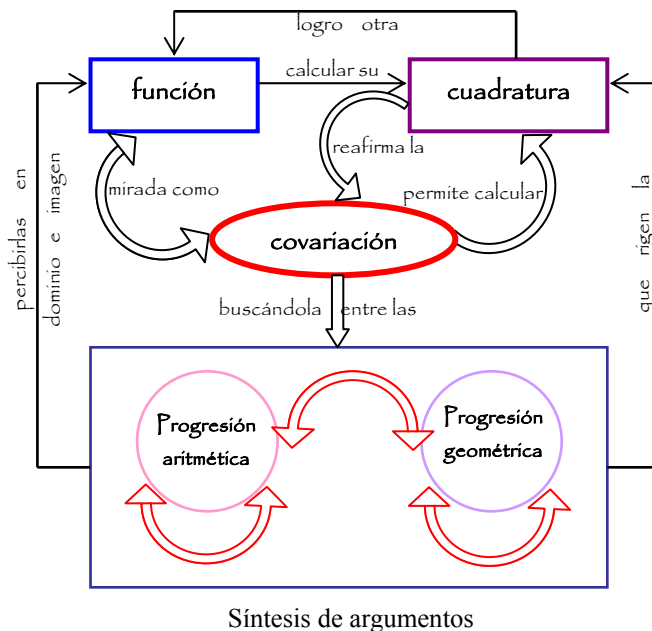 logro otra
función
calcular su
cuadratura
reafirma la
mirada como
permite calcular
covariación
percibirlas en
dominio e imagen
que rigen la
buscándola entre las
Progresión
aritmética
Progresión
geométrica
Síntesis de argumentos